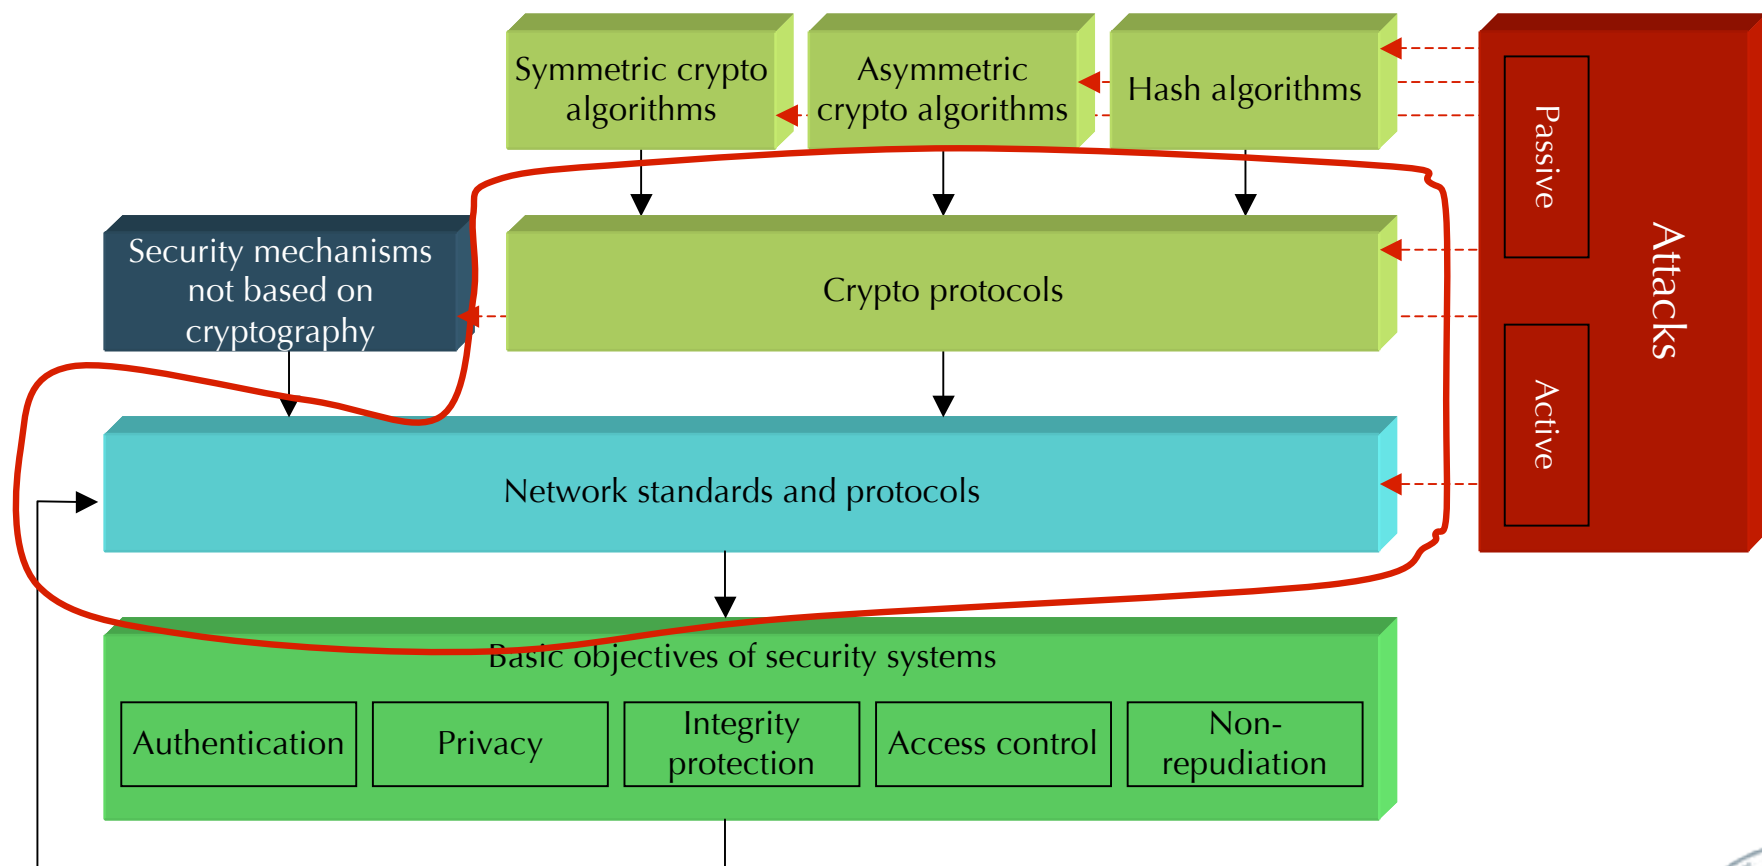 Symmetric crypto
algorithms
Asymmetric
crypto algorithms
Hash algorithms
Passive
Attacks
Security mechanisms
not based on
cryptography
Crypto protocols
Active
Network standards and protocols
Basic objectives of security systems
Authentication
Privacy
Integrity
protection
Access control
Non-
repudiation